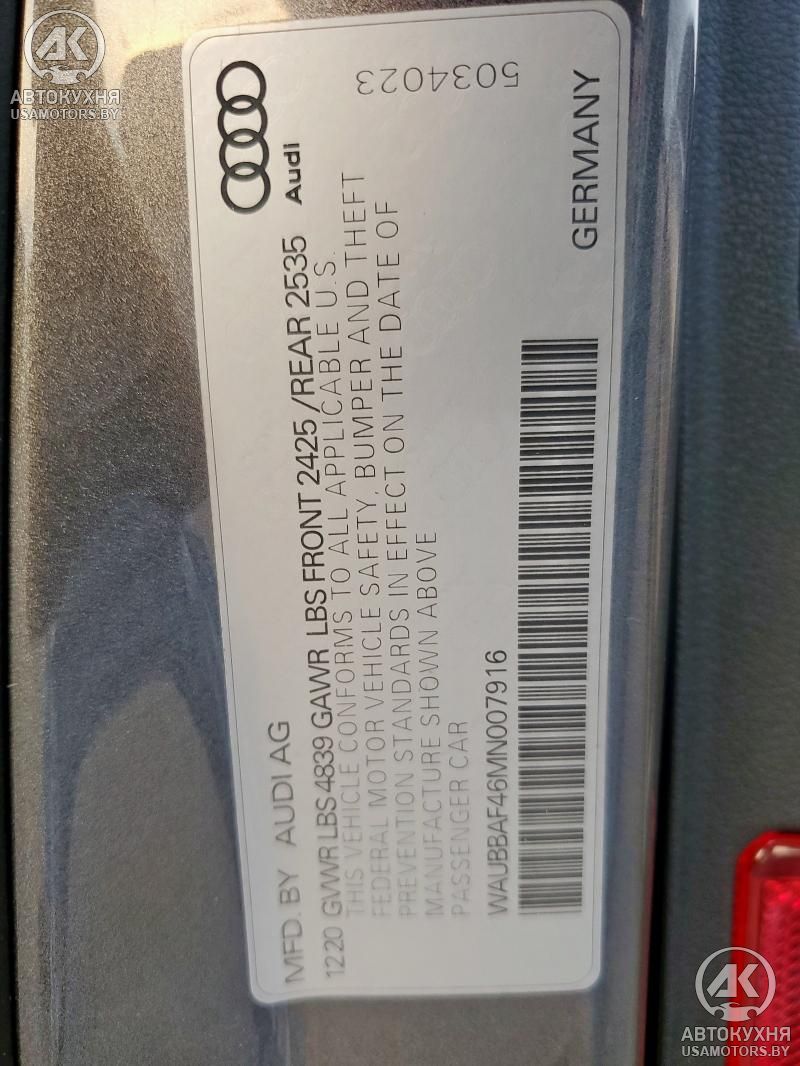 АК
АВТОКУХНЯ
USAMOTORS.BY
MFD. BY AUDI AG
Audi
1220 GVWR LBS 4839 GAWR LBS FRONT 2425 /REAR 2535
THIS VEHICLE CONFORMS TO ALL APPLICABLE U.S.
FEDERAL MOTOR VEHICLE SAFETY, BUMPER AND THEFT
PREVENTION STANDARDS IN EFFECT ON THE DATE OF
MANUFACTURE SHOWN ABOVE
PASSENGER CAR
5034023
WAUBBAF46MN007916
GERMANY
АК
АВТОКУХНЯ
USAMOTORS.BY